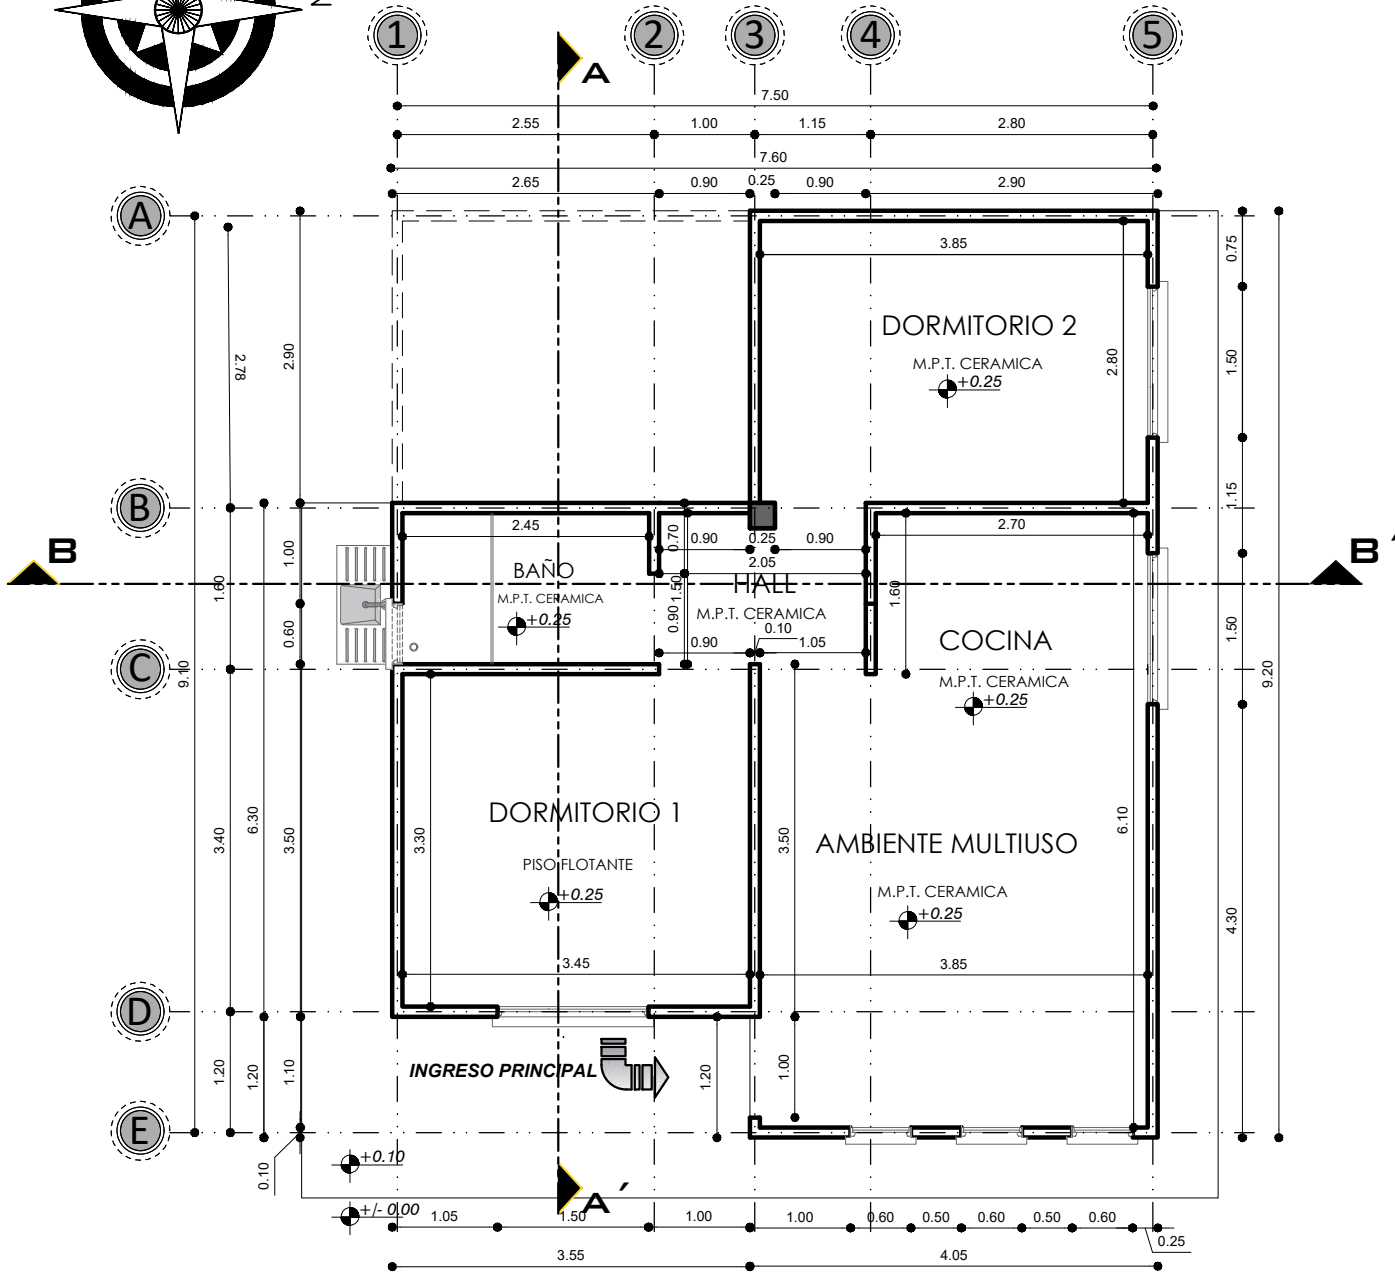 N
1 2 3 4 5
A
7.50
2.55 1.00 1.15 2.80
7.60
2.65 0.90 0.25 0.90 2.90
A
0.75
3.85
DORMITORIO 2
2.90
2.78
2.80
1.50
M.P.T. CERAMICA
+0.25
B
1.15
2.45 0.70 0.90 0.25 0.90 2.70
B B´
1.00
2.05
BAÑO
HALL
1.60
1.50
1.60
M.P.T. CERAMICA
M.P.T. CERAMICA
+0.25
0.60
0.90
0.10
0.90 1.05
COCINA
1.50
C
9.10
9.20
M.P.T. CERAMICA
+0.25
DORMITORIO 1
3.40
6.30
3.50
3.30
3.50
6.10
AMBIENTE MULTIUSO
PISO FLOTANTE
+0.25
M.P.T. CERAMICA
+0.25
4.30
3.45 3.85
D
INGRESO PRINCIPAL
1.20
1.20
1.10
1.20
1.00
E
0.10
+0.10
A´
+/- 0.00
1.05 1.50 1.00 1.00 0.60 0.50 0.60 0.50 0.60
0.25
3.55 4.05